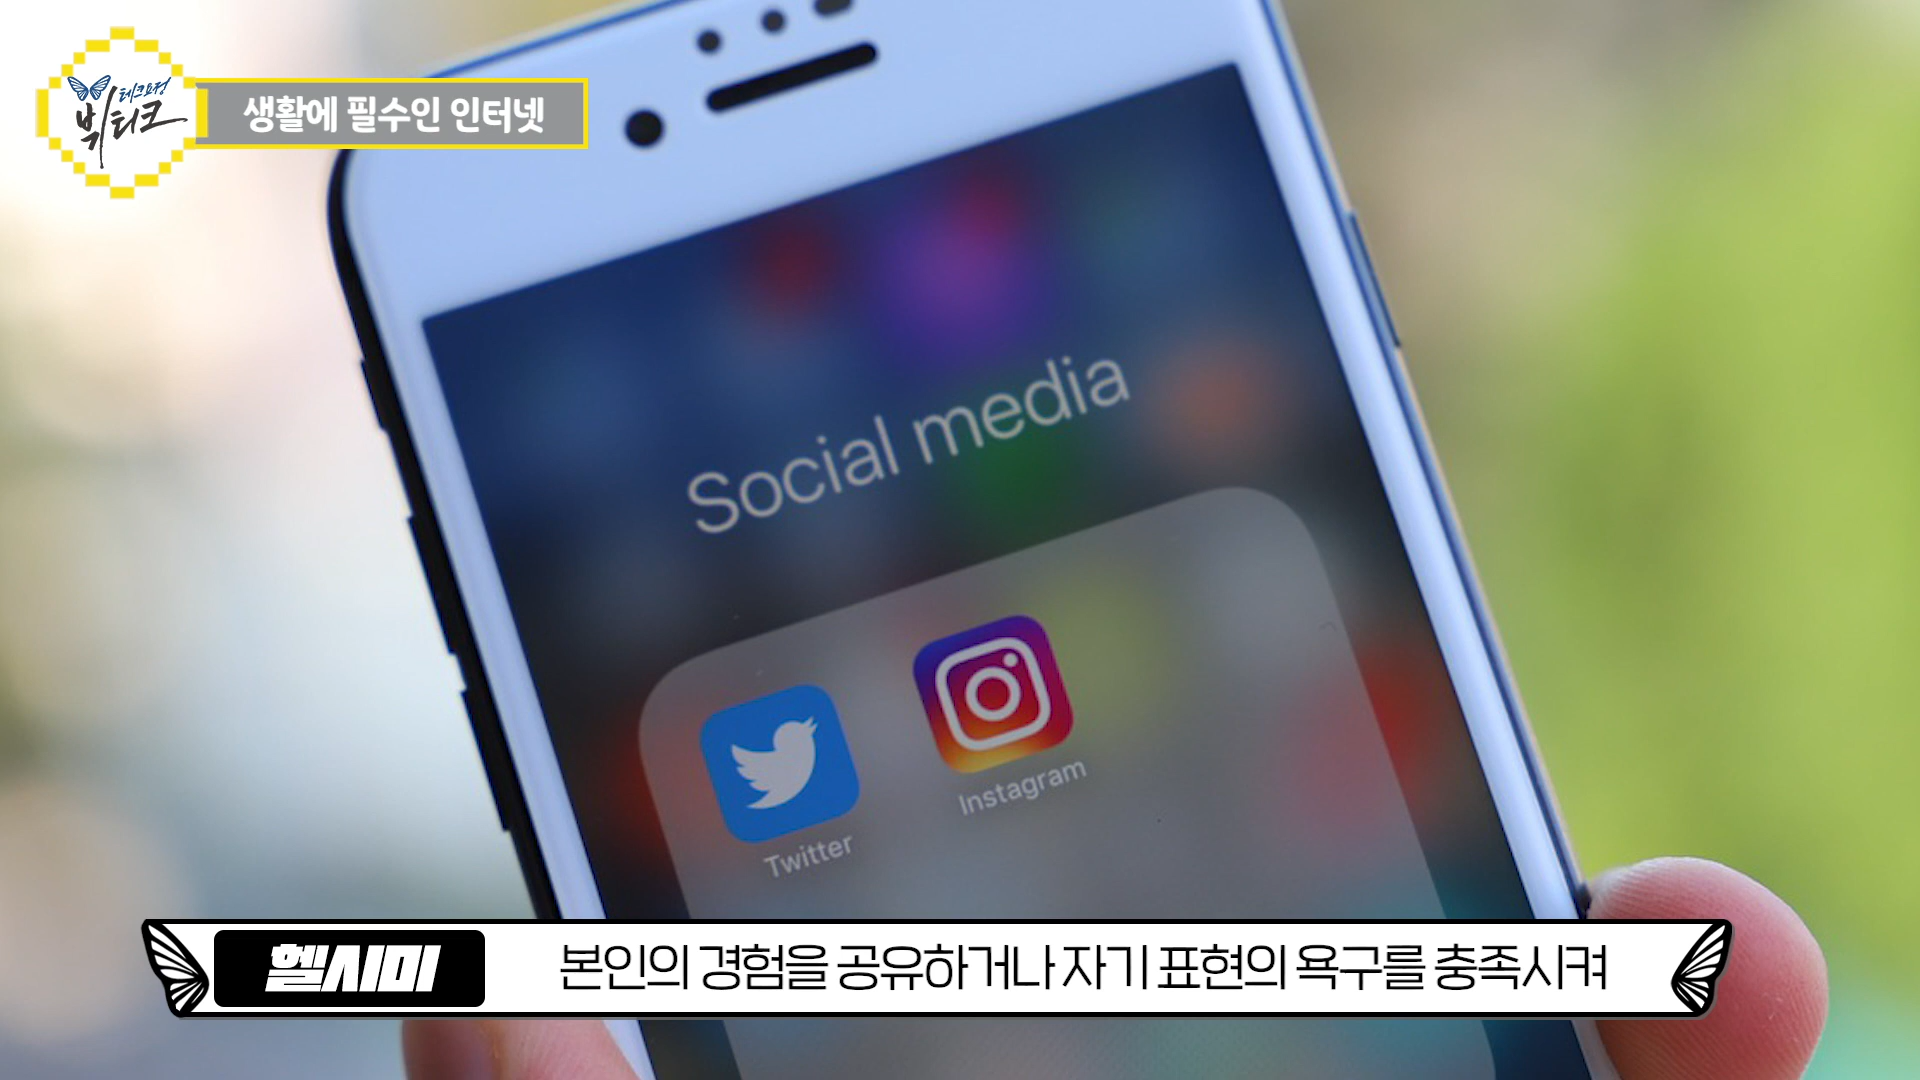 테크요정
빅티크
생활에 필수인 인터넷
Social media
Twitter
Instagram
헬시미
본인의 경험을 공유하거나 자기 표현의 욕구를 충족시켜